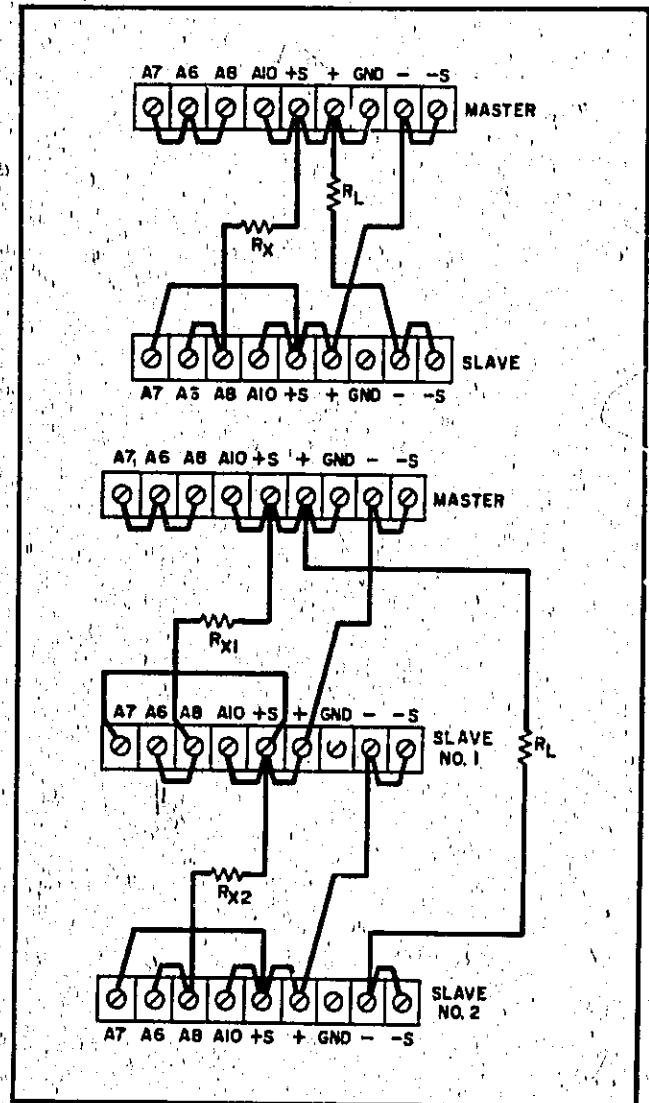 A7 A6 A8 A10 +S + GND - -S
MASTER
RL
RX
SLAVE
A7 A3 A8 A10 +S + GND - -S
A7 A6 A8 A10 +S + GND - -S
MASTER
RX1
A7 A6 A8 A10 +S + GND - -S
SLAVE
NO. 1
RL
RX2
SLAVE
NO. 2
A7 A6 A8 A10 +S + GND - -S